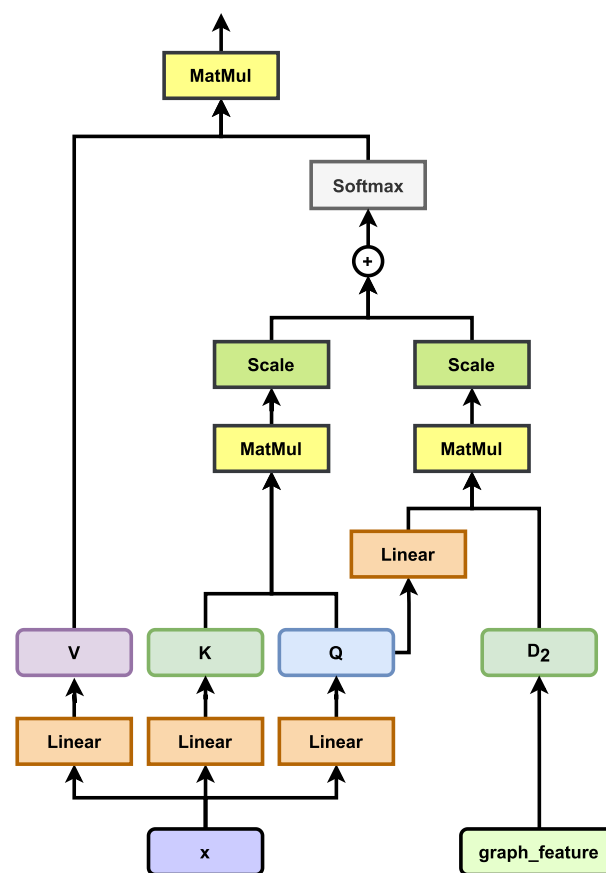 MatMul
Softmax
+
Scale
Scale
MatMul
MatMul
Linear
V
K
Q
D2
Linear
Linear
Linear
x
graph_feature